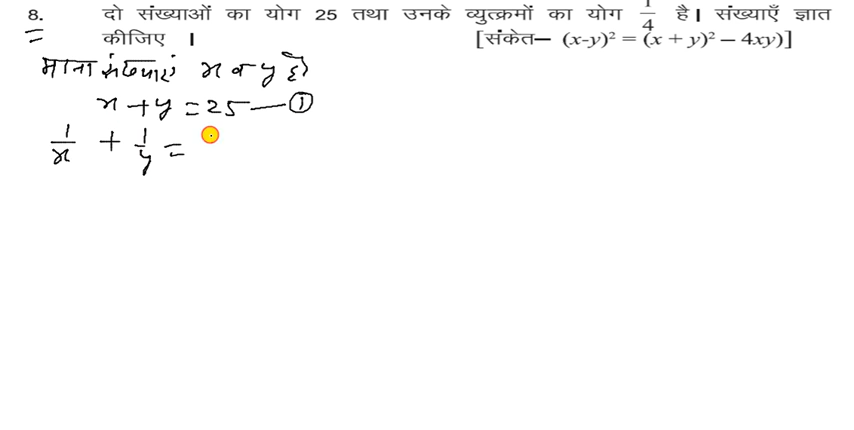 8. दो संख्याओं का योग 25 तथा उनके व्युत्क्रमों का योग 1/4 है। संख्याएँ ज्ञात
कीजिए । [संकेत– (x-y)² = (x + y)² – 4xy)]
माना संख्याएं x व y है
x + y = 25 — ①
1/x + 1/y =